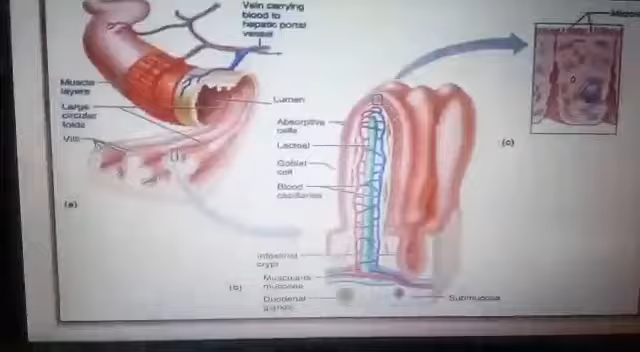 Vein carrying
blood to
hepatic portal
vessel
Muscle
layers
Large
circular
folds
Villi
(a)
Lumen
Absorptive
cells
Lacteal
Goblet
cell
Blood
capillaries
Intestinal
crypt
Muscularis
mucosae
Duodenal
glands
Submucosa
(b)
(c)